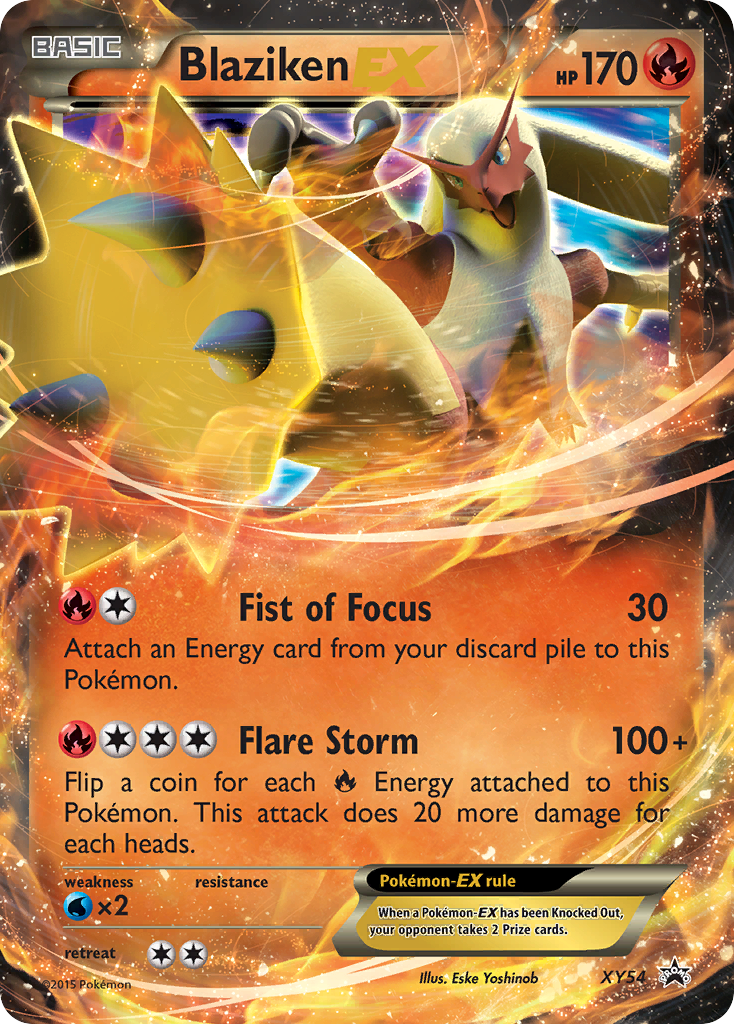 BASIC
Blaziken EX
HP 170
Fist of Focus 30
Attach an Energy card from your discard pile to this
Pokémon.
Flare Storm 100+
Flip a coin for each Energy attached to this
Pokémon. This attack does 20 more damage for
each heads.
weakness resistance
×2
Pokémon-EX rule
When a Pokémon-EX has been Knocked Out,
your opponent takes 2 Prize cards.
retreat
©2015 Pokémon
Illus. Eske Yoshinob
XY54
PROMO